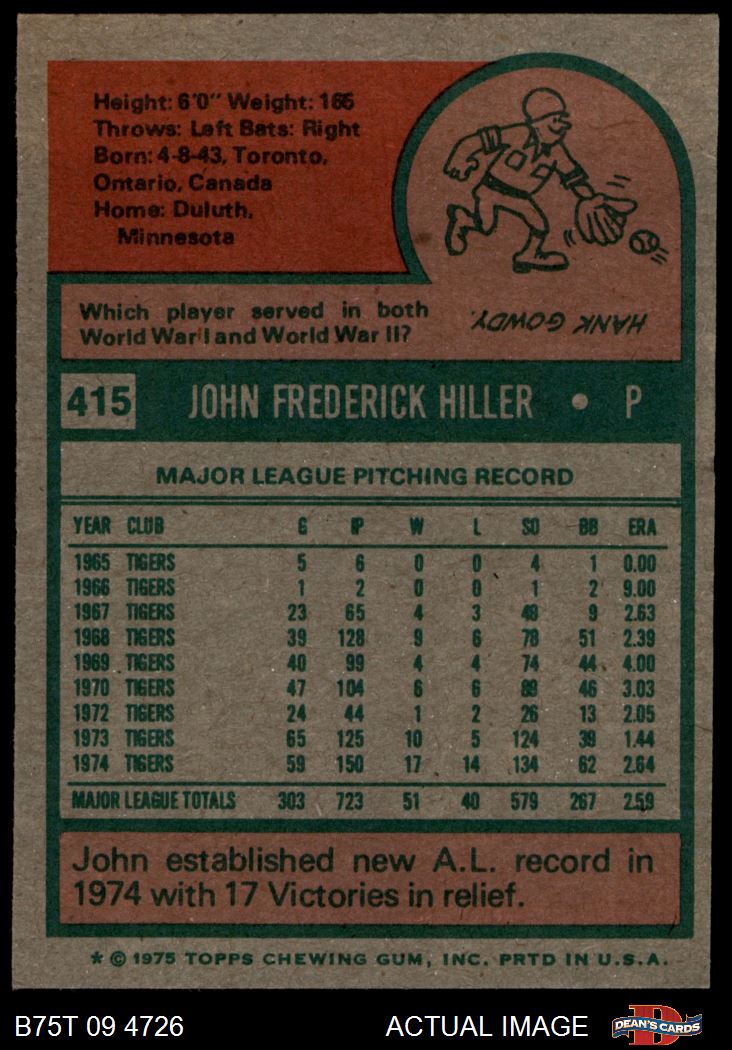 Height: 6'0" Weight: 165
Throws: Left Bats: Right
Born: 4-8-43, Toronto,
Ontario, Canada
Home: Duluth,
Minnesota
Which player served in both
World War I and World War II?
HANK GOWDY.
415 JOHN FREDERICK HILLER • P
MAJOR LEAGUE PITCHING RECORD
YEAR CLUB G IP W L SO BB ERA
1965 TIGERS 5 6 0 0 4 1 0.00
1966 TIGERS 1 2 0 0 1 2 9.00
1967 TIGERS 23 65 4 3 49 9 2.63
1968 TIGERS 39 128 9 6 78 51 2.39
1969 TIGERS 40 99 4 4 74 44 4.00
1970 TIGERS 47 104 6 6 89 46 3.03
1972 TIGERS 24 44 1 2 26 13 2.05
1973 TIGERS 65 125 10 5 124 39 1.44
1974 TIGERS 59 150 17 14 134 62 2.64
MAJOR LEAGUE TOTALS 303 723 51 40 579 267 2.59
John established new A.L. record in
1974 with 17 Victories in relief.
* © 1975 TOPPS CHEWING GUM, INC. PRTD IN U.S.A.
B75T 09 4726 ACTUAL IMAGE D DEAN'S CARDS